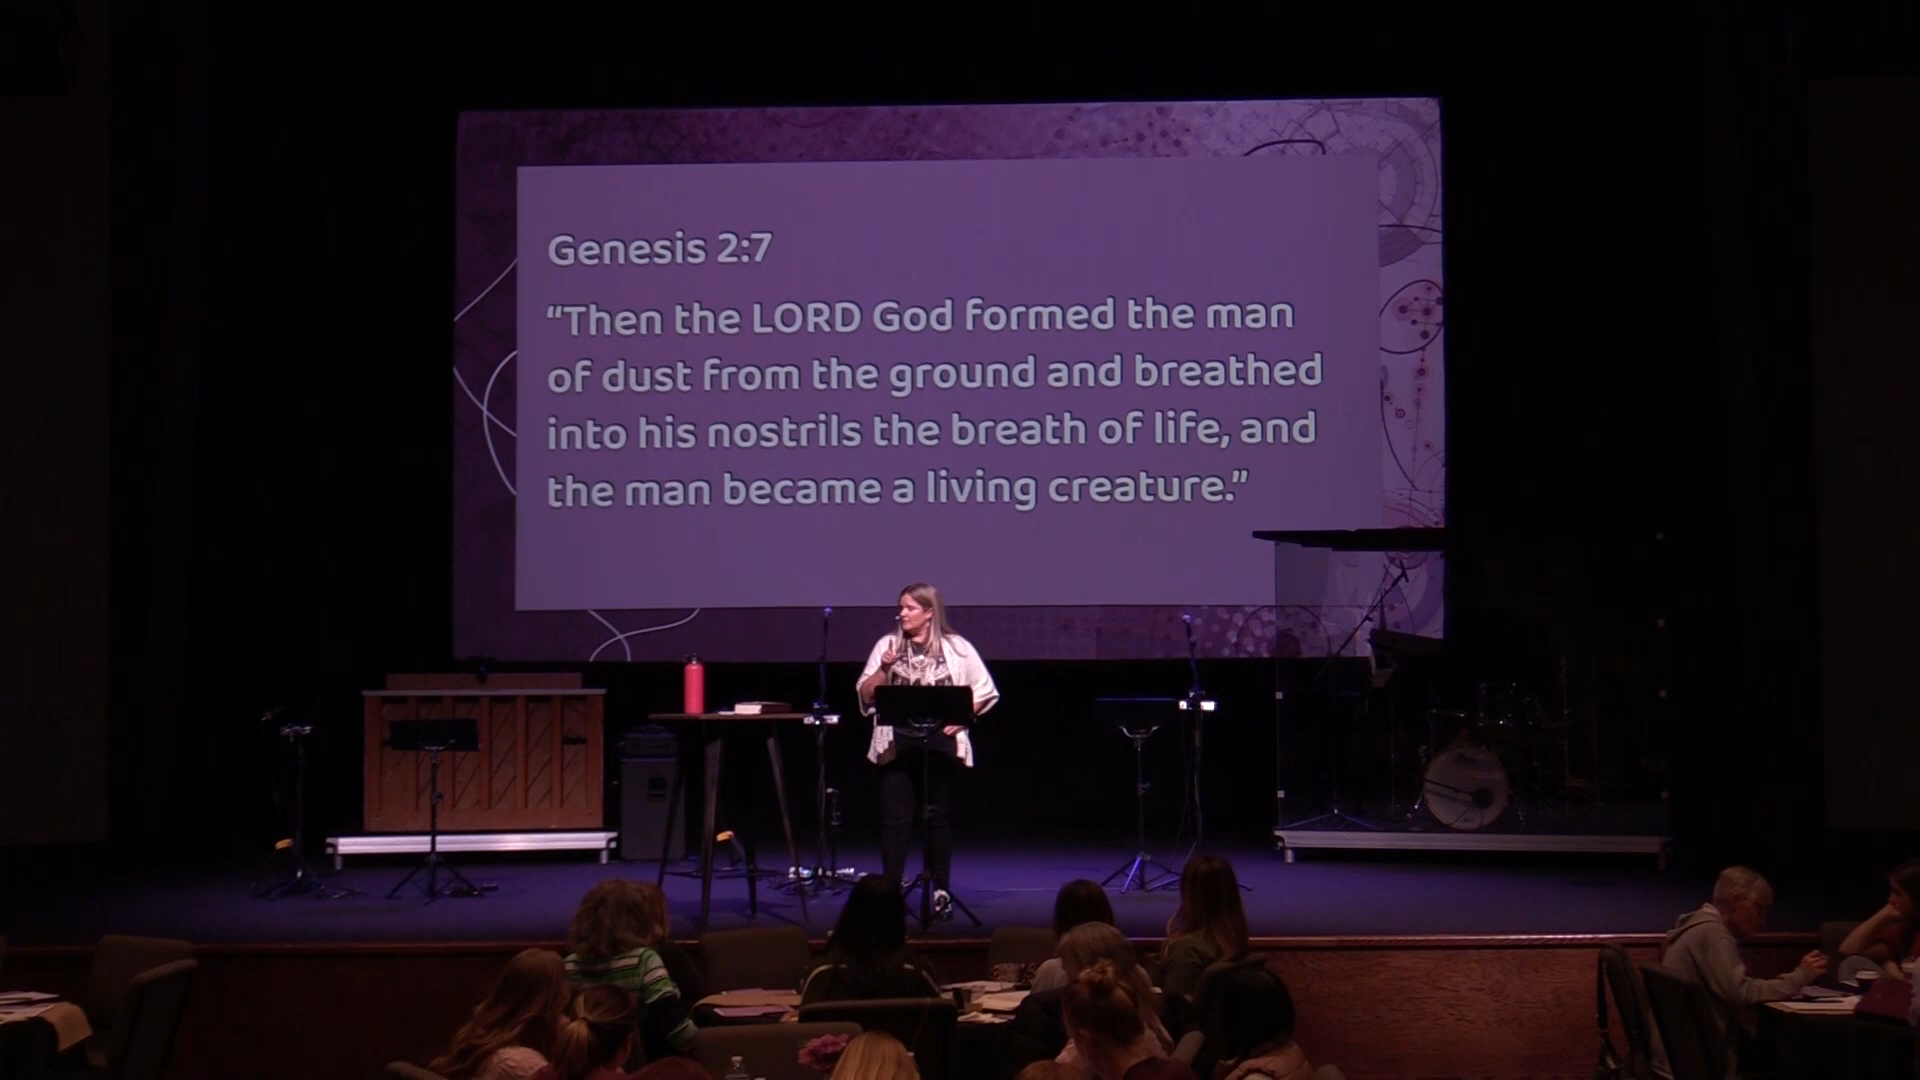 Genesis 2:7
“Then the LORD God formed the man
of dust from the ground and breathed
into his nostrils the breath of life, and
the man became a living creature.”